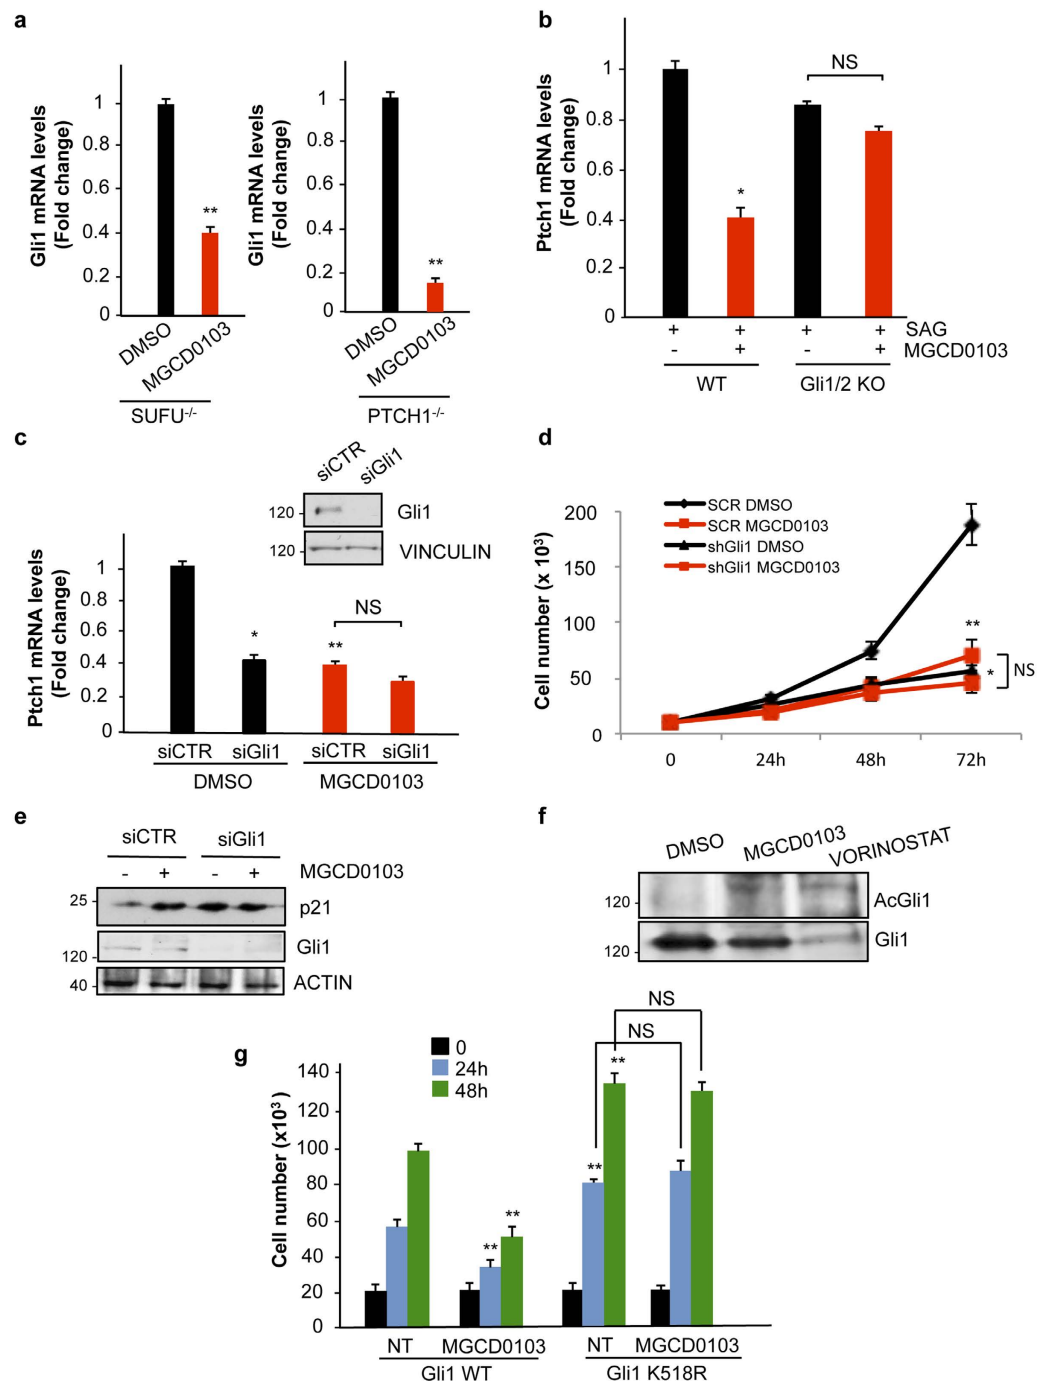 a
Gli1 mRNA levels
(Fold change)
1
0.8
0.6
0.4
0.2
0
**
DMSO
MGCD0103
SUFU-/-
Gli1 mRNA levels
(Fold change)
1
0.8
0.6
0.4
0.2
0
**
DMSO
MGCD0103
PTCH1-/-
b
Ptch1 mRNA levels
(Fold change)
1
0.8
0.6
0.4
0.2
0
*
NS
+ + + + SAG
- + - + MGCD0103
WT Gli1/2 KO
c
siCTR siGli1
120 - Gli1
120 - VINCULIN
Ptch1 mRNA levels
(Fold change)
1
0.8
0.6
0.4
0.2
0
*
**
NS
siCTR siGli1 siCTR siGli1
DMSO MGCD0103
d
SCR DMSO
SCR MGCD0103
shGli1 DMSO
shGli1 MGCD0103
Cell number (x 10³)
200
150
100
50
0
**
* NS
0 24h 48h 72h
e
siCTR siGli1
- + - + MGCD0103
25 - p21
120 - Gli1
40 - ACTIN
f
DMSO MGCD0103 VORINOSTAT
120 - AcGli1
120 - Gli1
g
0
24h
48h
Cell number (x10³)
140
120
100
80
60
40
20
0
** **
** **
NS
NS
NT MGCD0103 NT MGCD0103
Gli1 WT Gli1 K518R